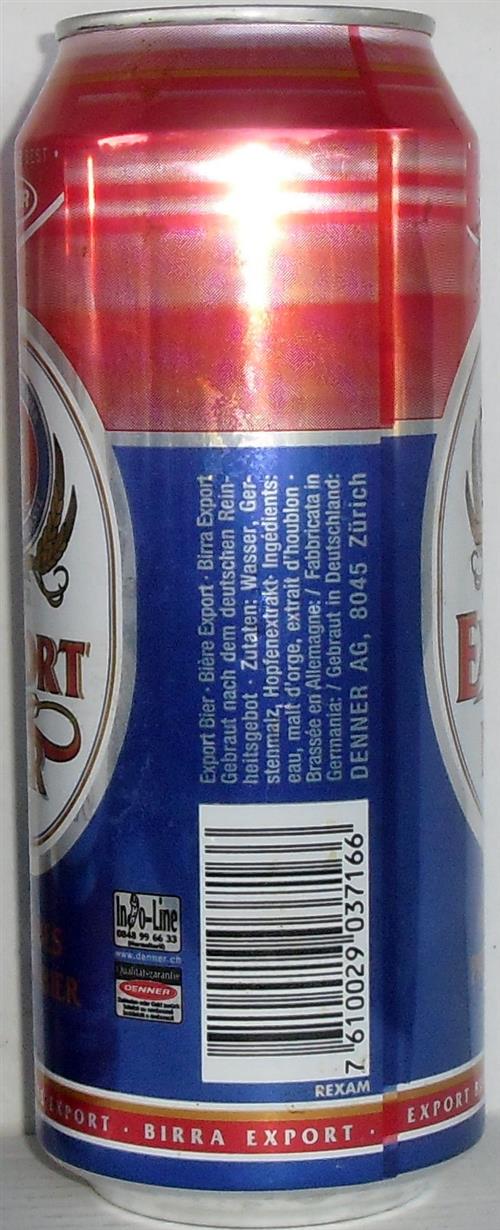 BEST ·
ORT
Export Bier · Bière Export · Birra Export
Gebraut nach dem deutschen Rein-
heitsgebot · Zutaten: Wasser, Ger-
stenmalz, Hopfenextrakt· Ingédients:
eau, malt d'orge, extrait d'houblon ·
Brassée en Allemagne: / Fabbricata in
Germania: / Gebraut in Deutschland:
DENNER AG, 8045 Zürich
Info-Line
0848 99 66 33
www.denner.ch
Qualitätsgarantie
DENNER
7 610029 037166
REXAM
EXPORT · BIRRA EXPORT · EXPORT